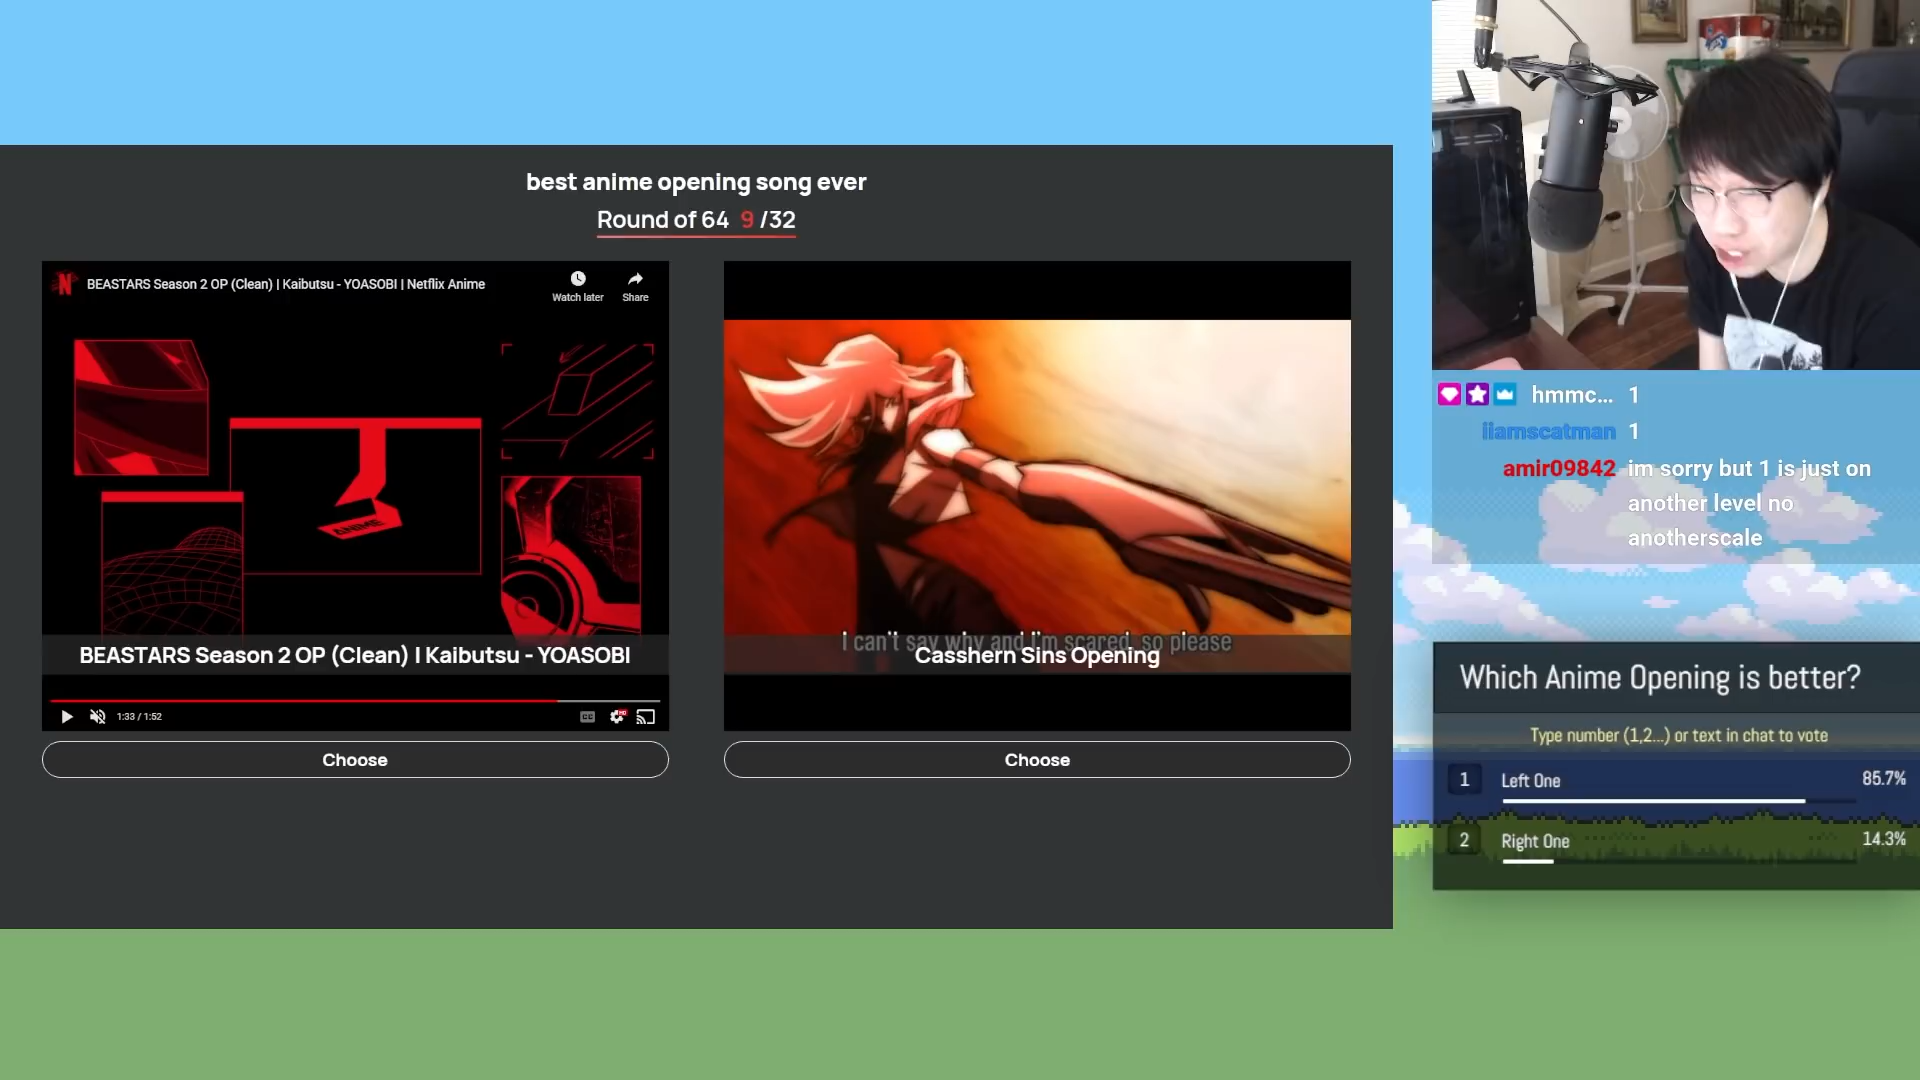 best anime opening song ever
Round of 64 9 /32
BEASTARS Season 2 OP (Clean) | Kaibutsu - YOASOBI | Netflix Anime
Watch later
Share
N
ANIME
BEASTARS Season 2 OP (Clean) | Kaibutsu - YOASOBI
1:33 / 1:52
CC
HD
Choose
I can't say why and I'm scared, so please
Casshern Sins Opening
Choose
hmmc... 1
iiamscatman 1
amir09842 im sorry but 1 is just on
another level no
anotherscale
Which Anime Opening is better?
Type number (1,2...) or text in chat to vote
1 Left One 85.7%
2 Right One 14.3%